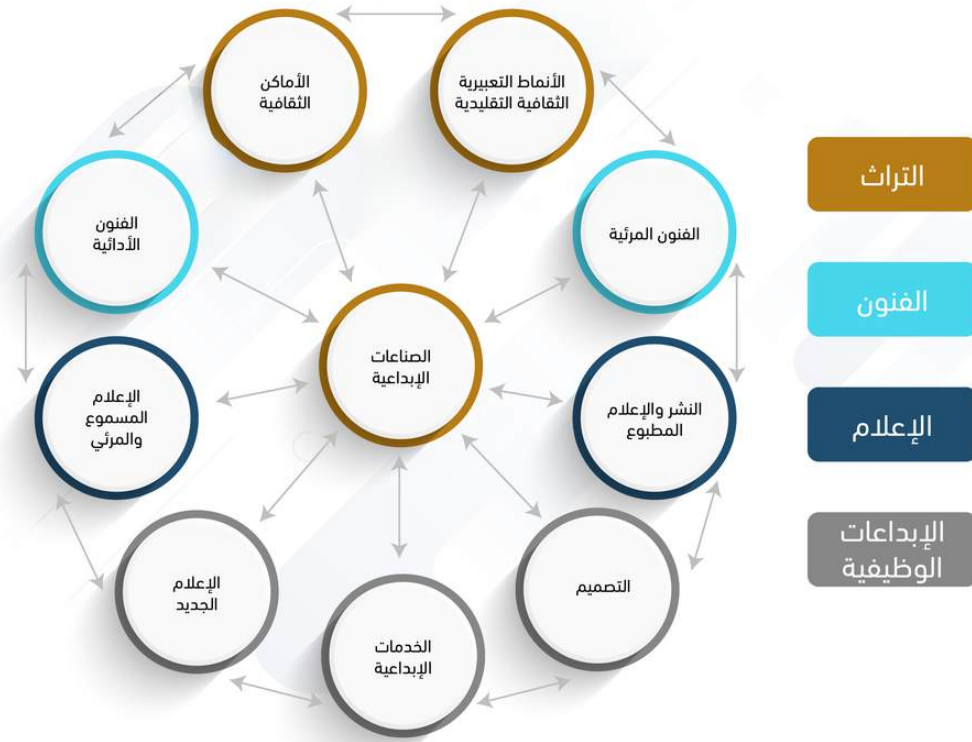 الأنماط التعبيرية
الثقافية التقليدية
الأماكن
الثقافية
الفنون المرئية
الفنون
الأدائية
الصناعات
الإبداعية
النشر والإعلام
المطبوع
الإعلام
المسموع
والمرئي
التصميم
الخدمات
الإبداعية
الإعلام
الجديد
التراث
الفنون
الإعلام
الإبداعات
الوظيفية